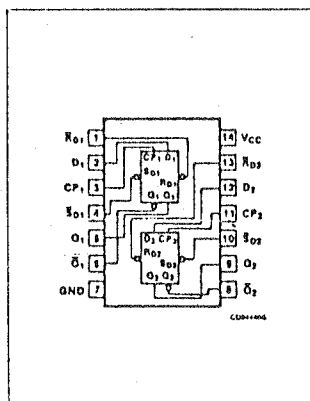 R̅D1 1
D1 2
CP1 3
S̅D1 4
Q1 5
Q̅1 6
GND 7
14 VCC
13 R̅D2
12 D2
11 CP2
10 S̅D2
9 Q2
8 Q̅2
CP1 D1
SD1
RD1
Q1 Q1
D2 CP2
RD2
SD2
Q2 Q2